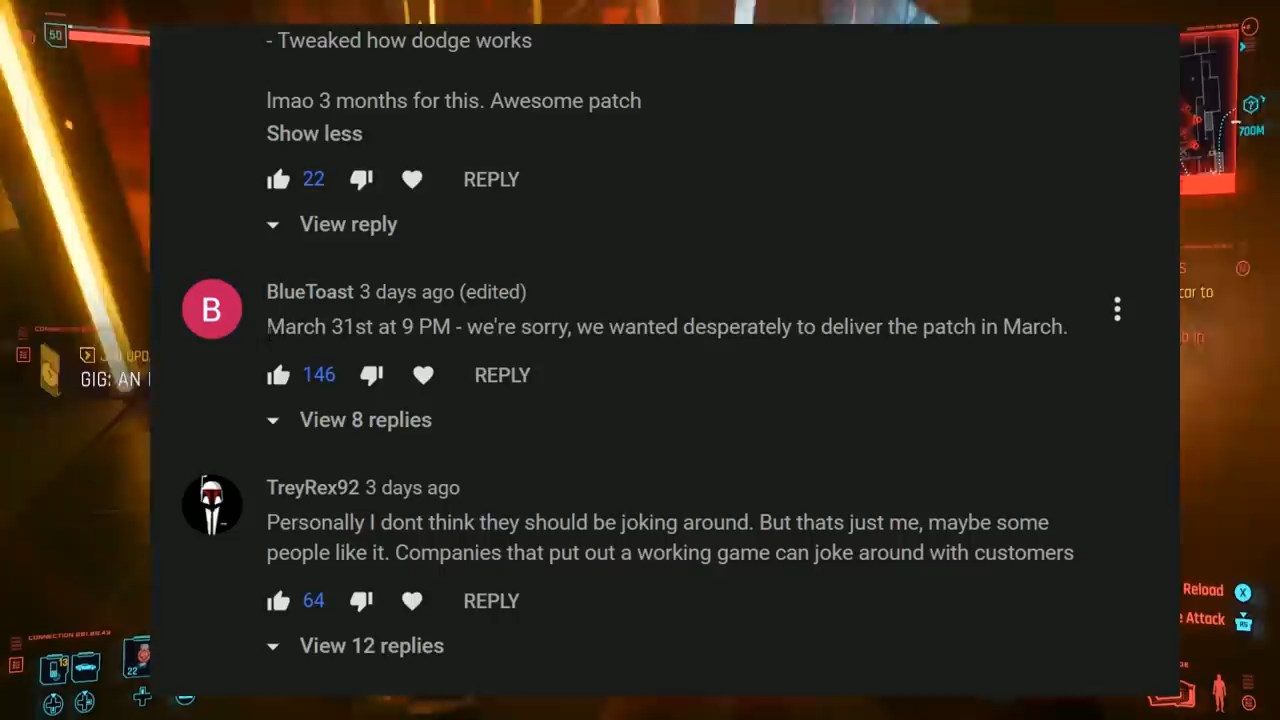 50
- Tweaked how dodge works
lmao 3 months for this. Awesome patch
Show less
700M
22
REPLY
View reply
B
BlueToast 3 days ago (edited)
March 31st at 9 PM - we're sorry, we wanted desperately to deliver the patch in March.
GIG: AN
146
REPLY
View 8 replies
TreyRex92 3 days ago
Personally I dont think they should be joking around. But thats just me, maybe some
people like it. Companies that put out a working game can joke around with customers
Reload
X
64
REPLY
Attack
RS
View 12 replies
13
22